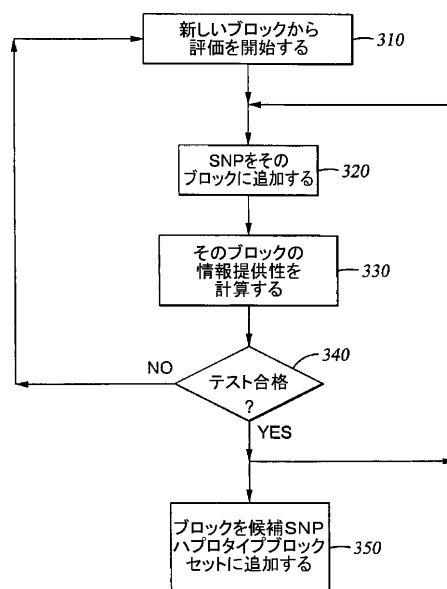 新しいブロックから
評価を開始する
310
SNPをその
ブロックに追加する
320
そのブロックの
情報提供性を
計算する
330
340
NO
テスト合格
?
YES
ブロックを候補SNP
ハプロタイプブロック
セットに追加する
350